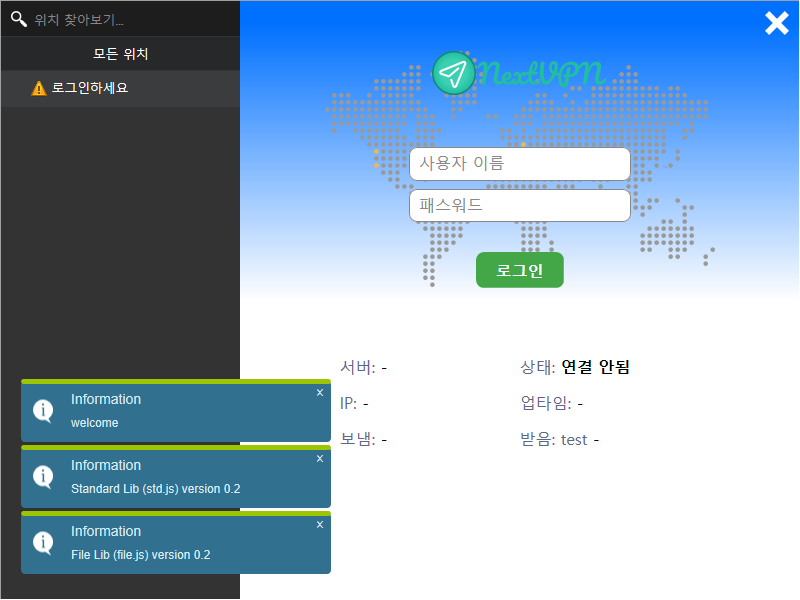 위치 찾아보기...
모든 위치
로그인하세요
NextVPN
사용자 이름
패스워드
로그인
서버: -
상태: 연결 안됨
IP: -
업타임: -
보냄: -
받음: test -
Information
welcome
Information
Standard Lib (std.js) version 0.2
Information
File Lib (file.js) version 0.2